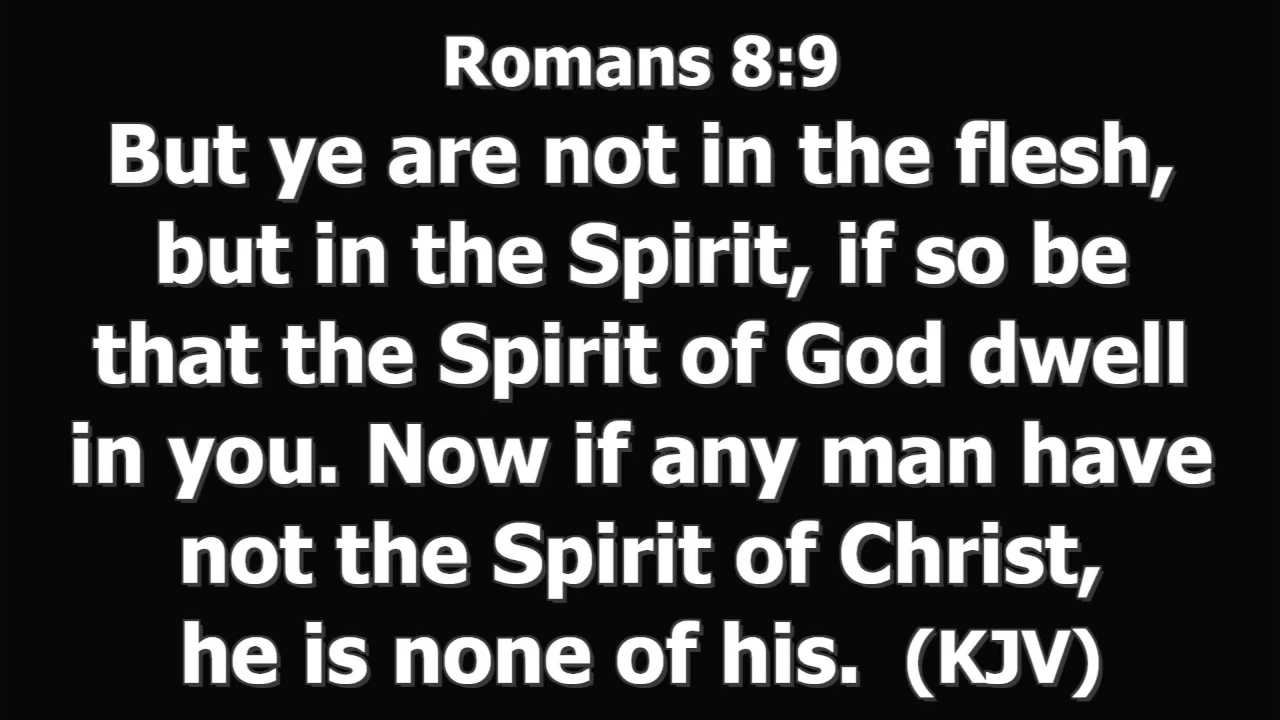 Romans 8:9
But ye are not in the flesh,
but in the Spirit, if so be
that the Spirit of God dwell
in you. Now if any man have
not the Spirit of Christ,
he is none of his. (KJV)